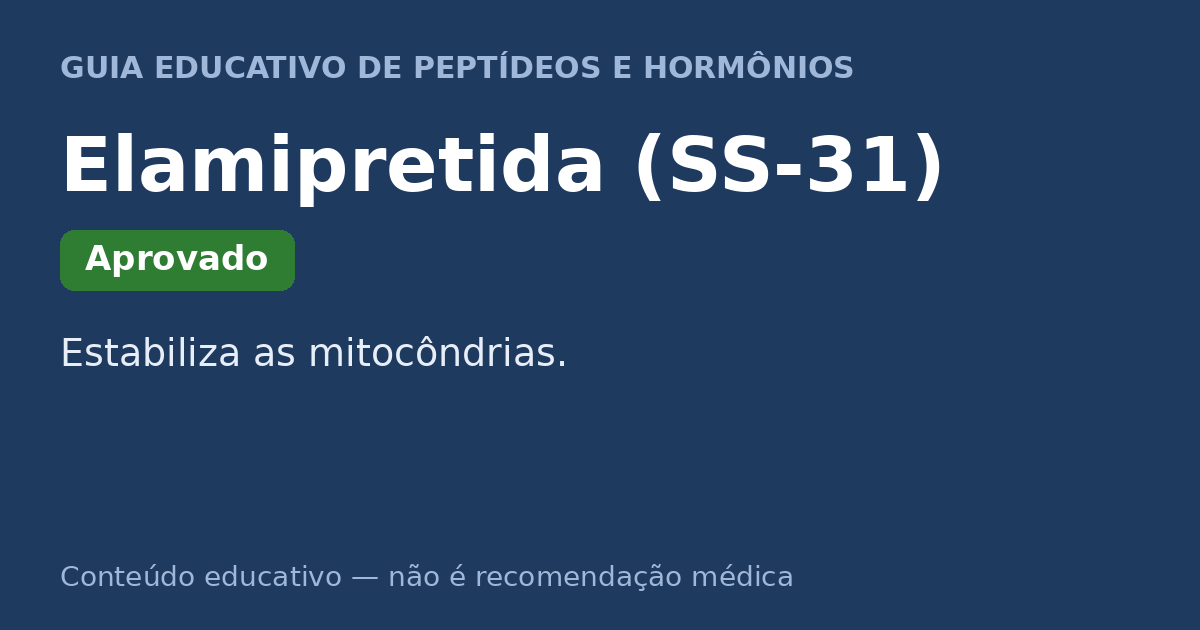 GUIA EDUCATIVO DE PEPTÍDEOS E HORMÔNIOS
Elamipretida (SS-31)
Aprovado
Estabiliza as mitocôndrias.
Conteúdo educativo — não é recomendação médica